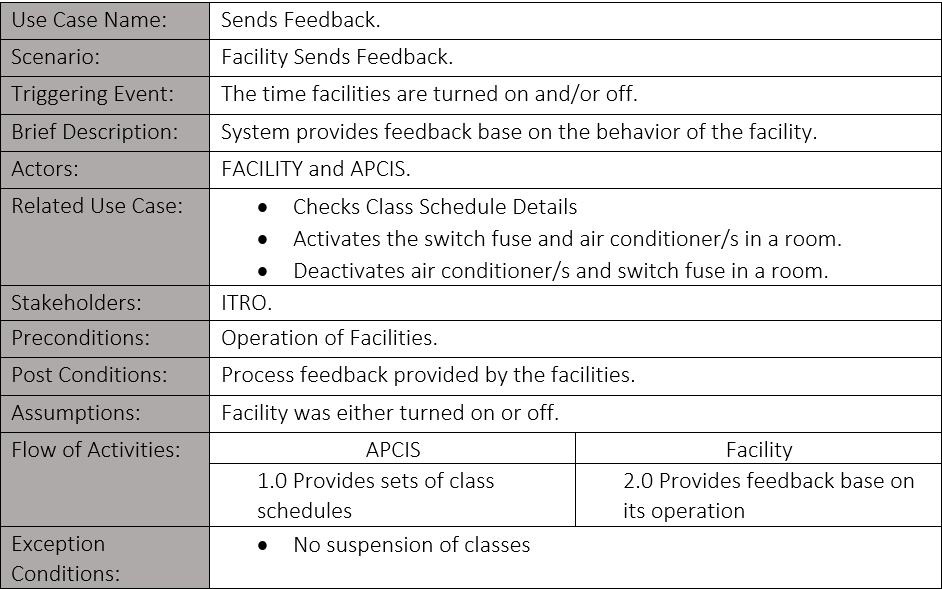 Use Case Name: Sends Feedback.
Scenario: Facility Sends Feedback.
Triggering Event: The time facilities are turned on and/or off.
Brief Description: System provides feedback base on the behavior of the facility.
Actors: FACILITY and APCIS.
Related Use Case: • Checks Class Schedule Details
• Activates the switch fuse and air conditioner/s in a room.
• Deactivates air conditioner/s and switch fuse in a room.
Stakeholders: ITRO.
Preconditions: Operation of Facilities.
Post Conditions: Process feedback provided by the facilities.
Assumptions: Facility was either turned on or off.
Flow of Activities: APCIS Facility
1.0 Provides sets of class
schedules
2.0 Provides feedback base on
its operation
Exception
Conditions:
• No suspension of classes